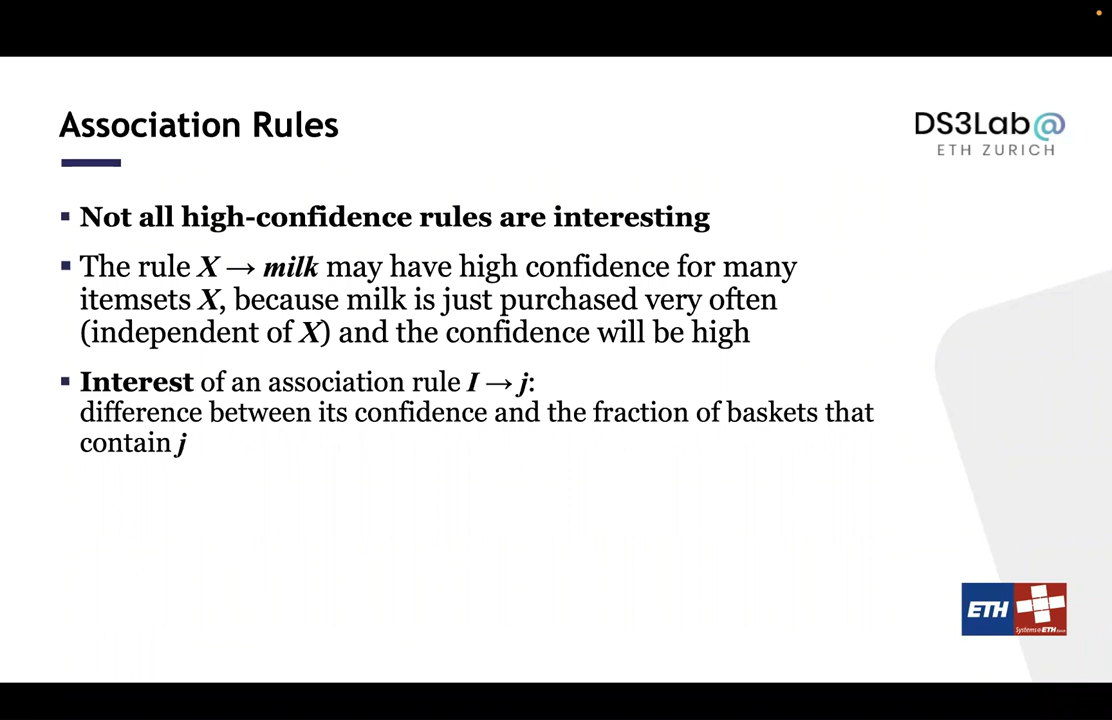 Association Rules
DS3Lab@
ETH ZURICH
▪ Not all high-confidence rules are interesting
▪ The rule X → milk may have high confidence for many
itemsets X, because milk is just purchased very often
(independent of X) and the confidence will be high
▪ Interest of an association rule I → j:
difference between its confidence and the fraction of baskets that
contain j
ETH
Systems@ETH